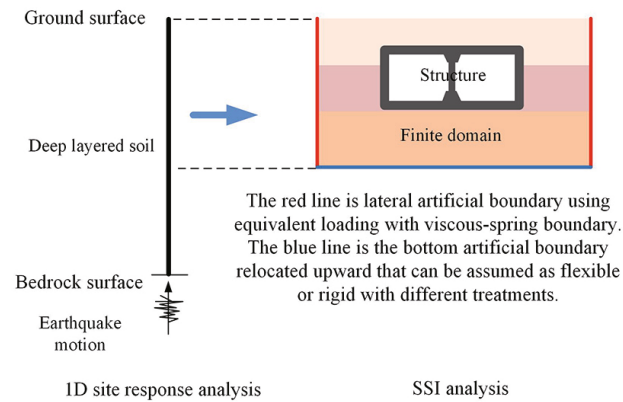 Ground surface
Structure
Finite domain
Deep layered soil
The red line is lateral artificial boundary using
equivalent loading with viscous-spring boundary.
The blue line is the bottom artificial boundary
relocated upward that can be assumed as flexible
or rigid with different treatments.
Bedrock surface
Earthquake
motion
1D site response analysis
SSI analysis